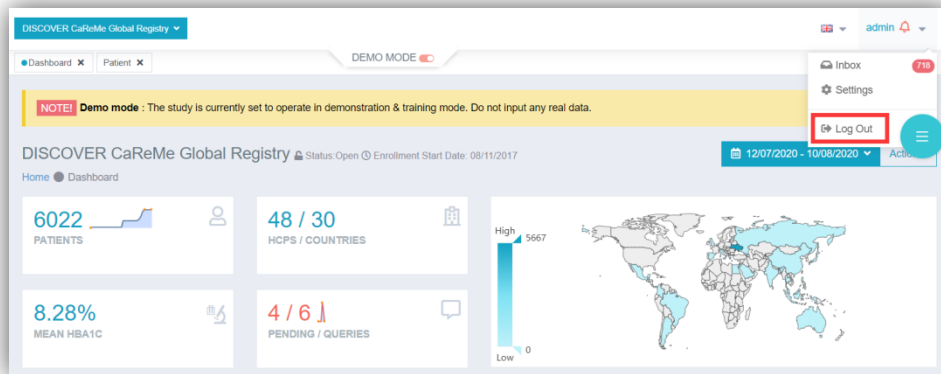 DISCOVER CaReMe Global Registry
admin
Dashboard ✕ Patient ✕
DEMO MODE
Inbox 718
Settings
NOTE! Demo mode : The study is currently set to operate in demonstration & training mode. Do not input any real data.
Log Out
DISCOVER CaReMe Global Registry Status:Open Enrollment Start Date: 08/11/2017
12/07/2020 - 10/08/2020
Home Dashboard
6022
PATIENTS
48 / 30
HCPS / COUNTRIES
High 5667
8.28%
MEAN HBA1C
4 / 6
PENDING / QUERIES
Low 0